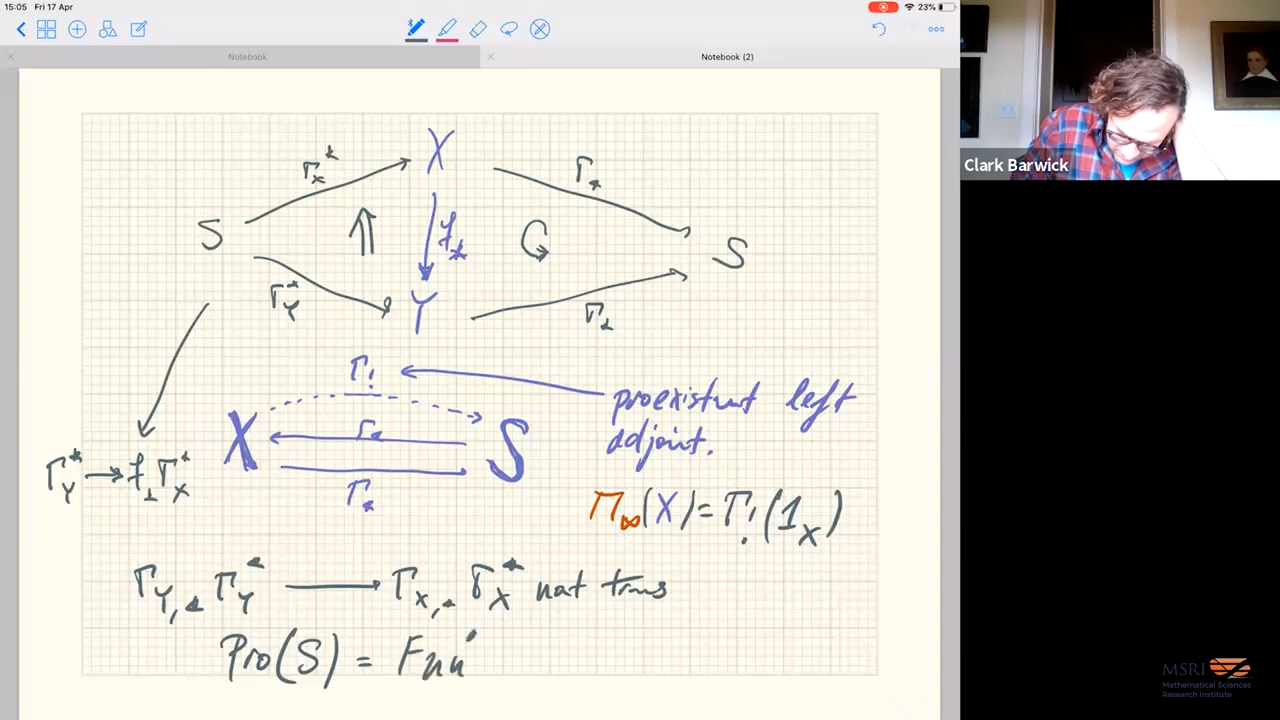 15:05 Fri 17 Apr 23%
Notebook Notebook (2)
Clark Barwick
Γ_X^* X Γ_*
S ⇑ f_* S
Γ_Y^* Y Γ_*
Γ_! proexistent left
X Γ^* S adjoint.
Γ_Y^* → f_* Γ_X^* Γ_*
Π_∞(X) = Γ_!(1_X)
Γ_{Y,*} Γ_Y^* → Γ_{X,*} Γ_X^* nat trans
Pro(S) = Fun
MSRI
Mathematical Sciences
Research Institute